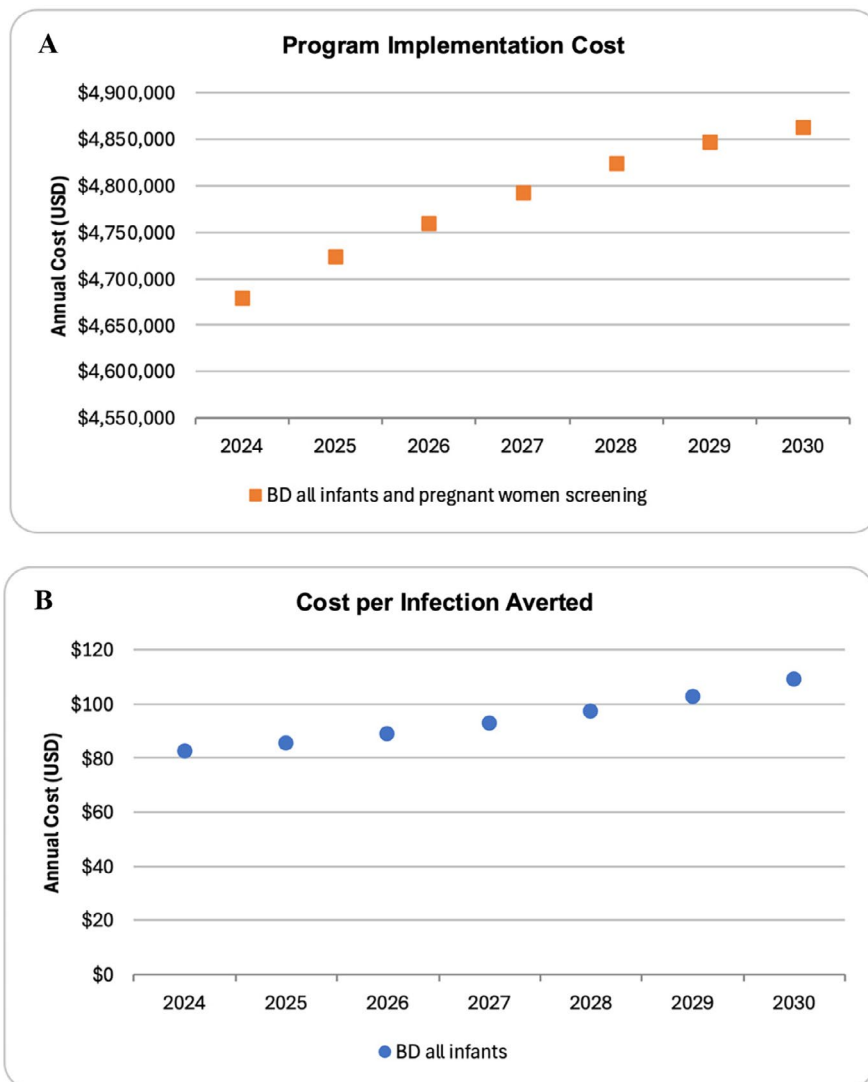 A
Program Implementation Cost
Annual Cost (USD)
$4,900,000
$4,850,000
$4,800,000
$4,750,000
$4,700,000
$4,650,000
$4,600,000
$4,550,000
2024 2025 2026 2027 2028 2029 2030
BD all infants and pregnant women screening
B
Cost per Infection Averted
Annual Cost (USD)
$120
$100
$80
$60
$40
$20
$0
2024 2025 2026 2027 2028 2029 2030
BD all infants